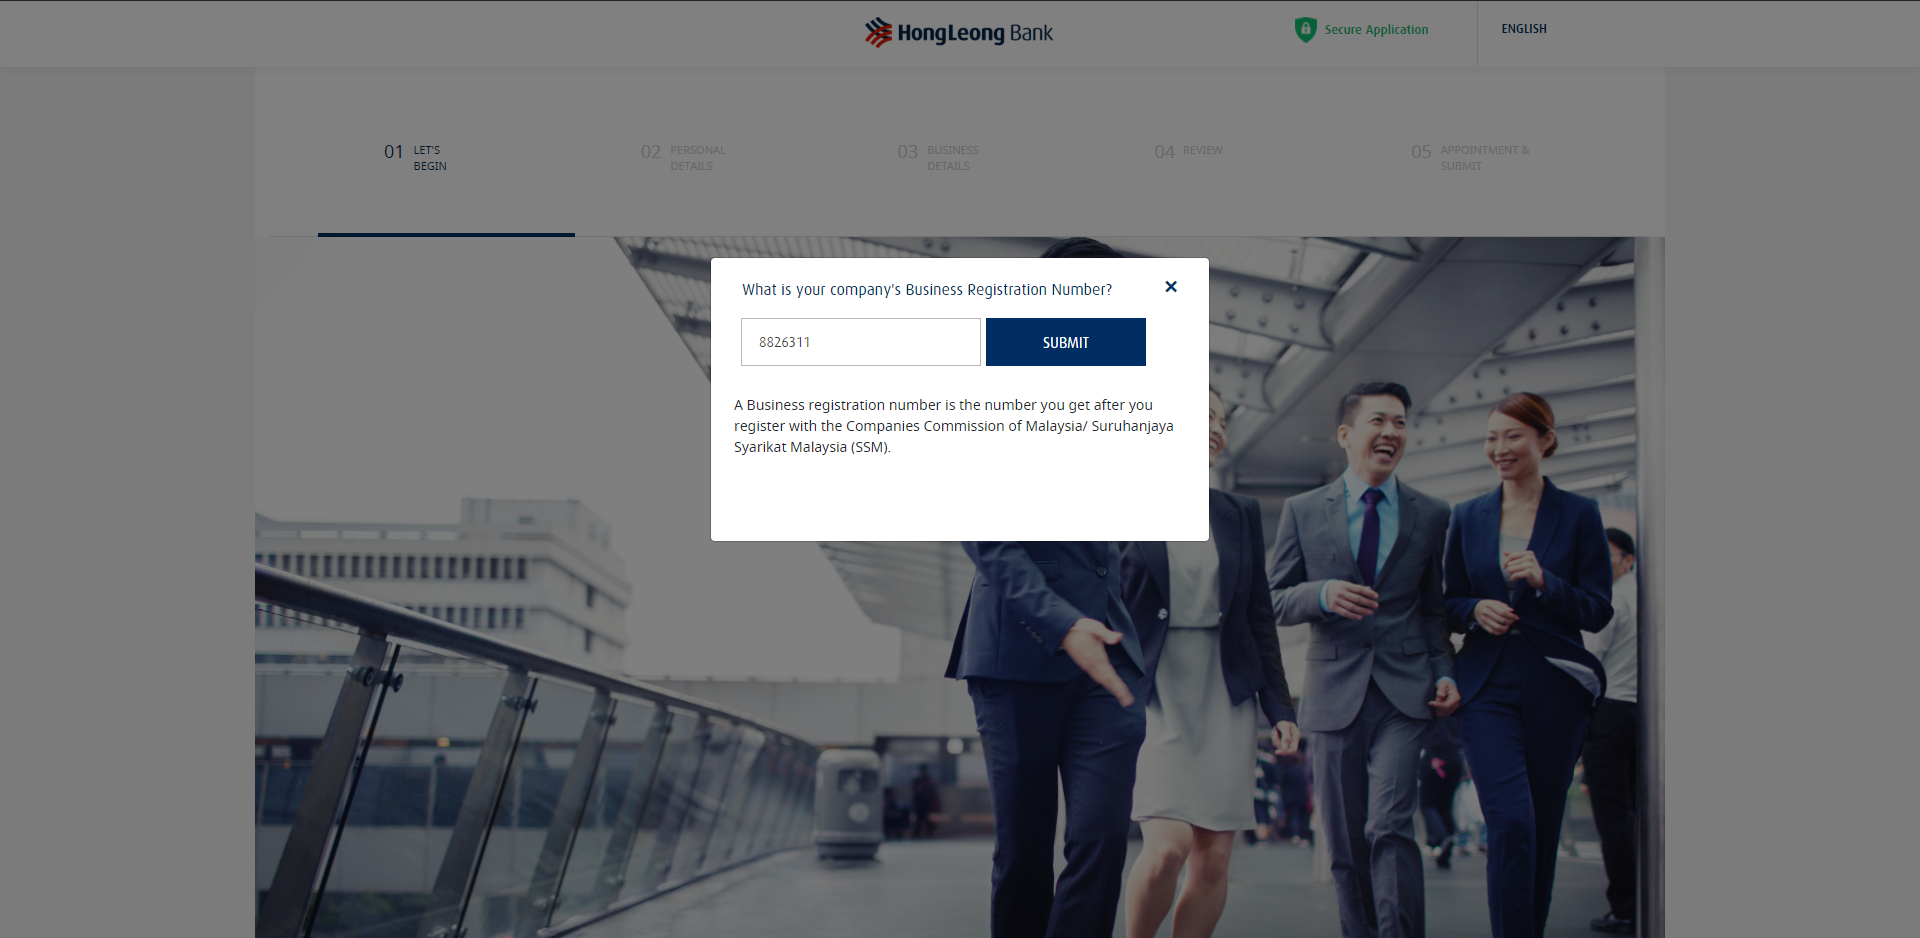 HongLeong Bank
Secure Application
ENGLISH
01 LET'S BEGIN
02 PERSONAL DETAILS
03 BUSINESS DETAILS
04 REVIEW
05 APPOINTMENT & SUBMIT
What is your company's Business Registration Number?
8826311
SUBMIT
A Business registration number is the number you get after you
register with the Companies Commission of Malaysia/ Suruhanjaya
Syarikat Malaysia (SSM).